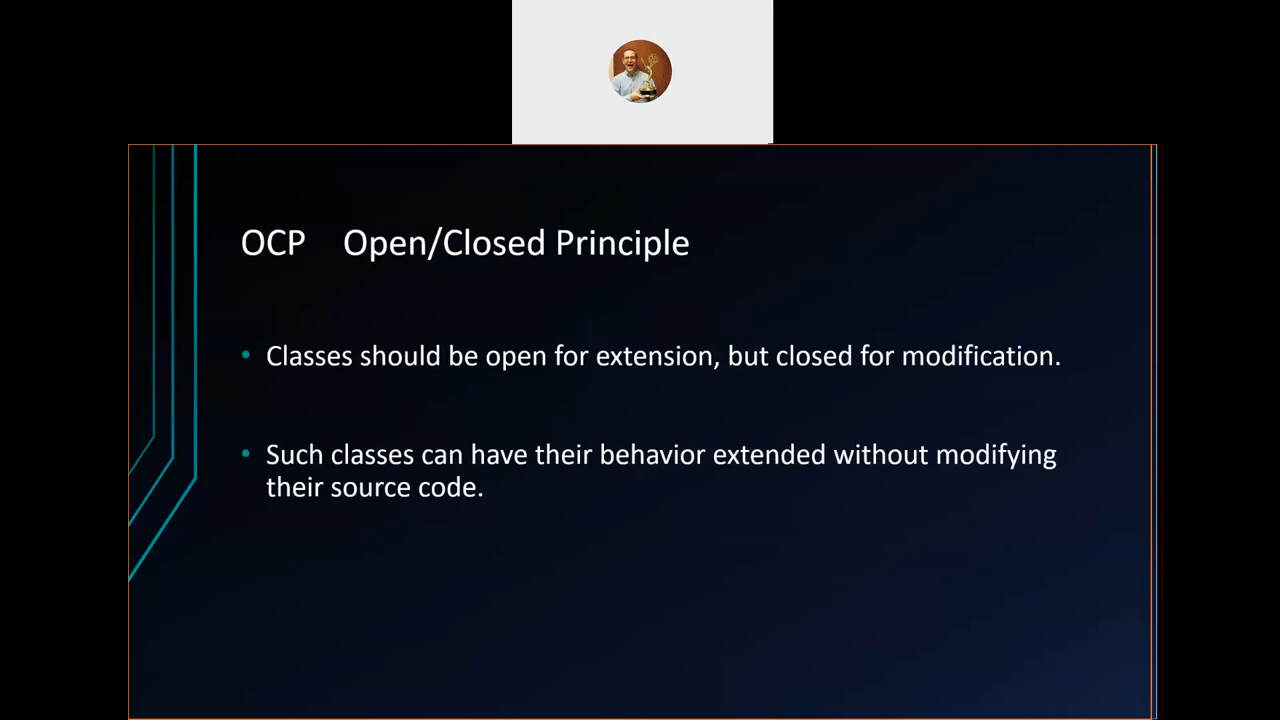 OCP Open/Closed Principle
• Classes should be open for extension, but closed for modification.
• Such classes can have their behavior extended without modifying
their source code.